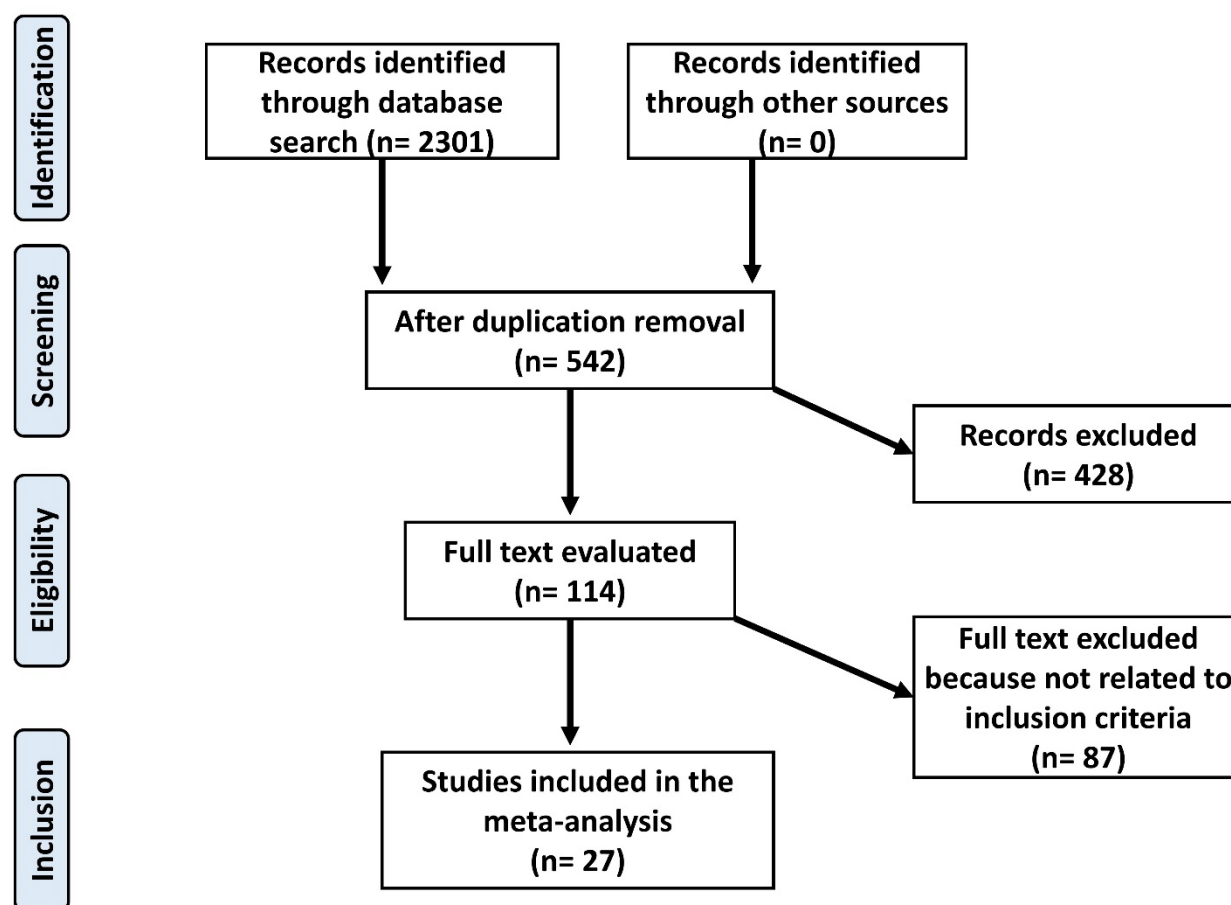 Identification
Records identified
through database
search (n= 2301)
Records identified
through other sources
(n= 0)
Screening
After duplication removal
(n= 542)
Records excluded
(n= 428)
Eligibility
Full text evaluated
(n= 114)
Full text excluded
because not related to
inclusion criteria
(n= 87)
Inclusion
Studies included in the
meta-analysis
(n= 27)